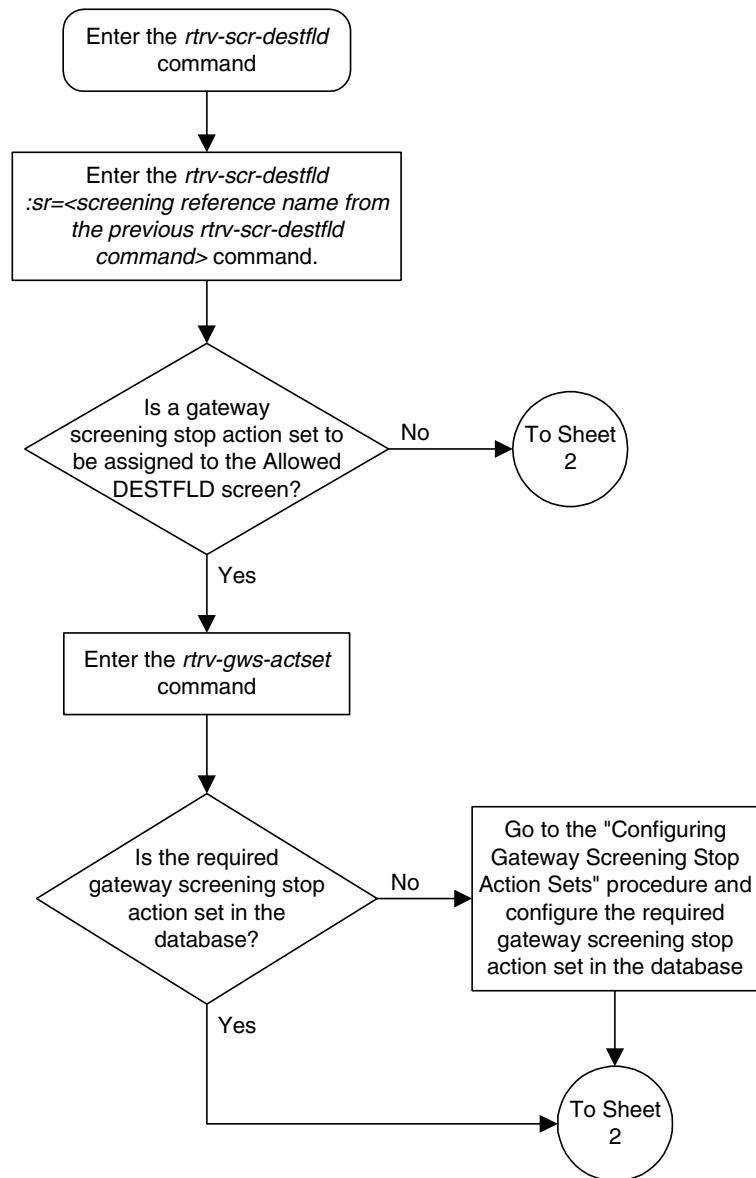 Enter the rtrv-scr-destfld
command
Enter the rtrv-scr-destfld
:sr=<screening reference name from
the previous rtrv-scr-destfld
command> command.
Is a gateway
screening stop action set to
be assigned to the Allowed
DESTFLD screen?
No
To Sheet
2
Yes
Enter the rtrv-gws-actset
command
Is the required
gateway screening stop
action set in the
database?
No
Go to the "Configuring
Gateway Screening Stop
Action Sets" procedure and
configure the required
gateway screening stop
action set in the database
Yes
To Sheet
2